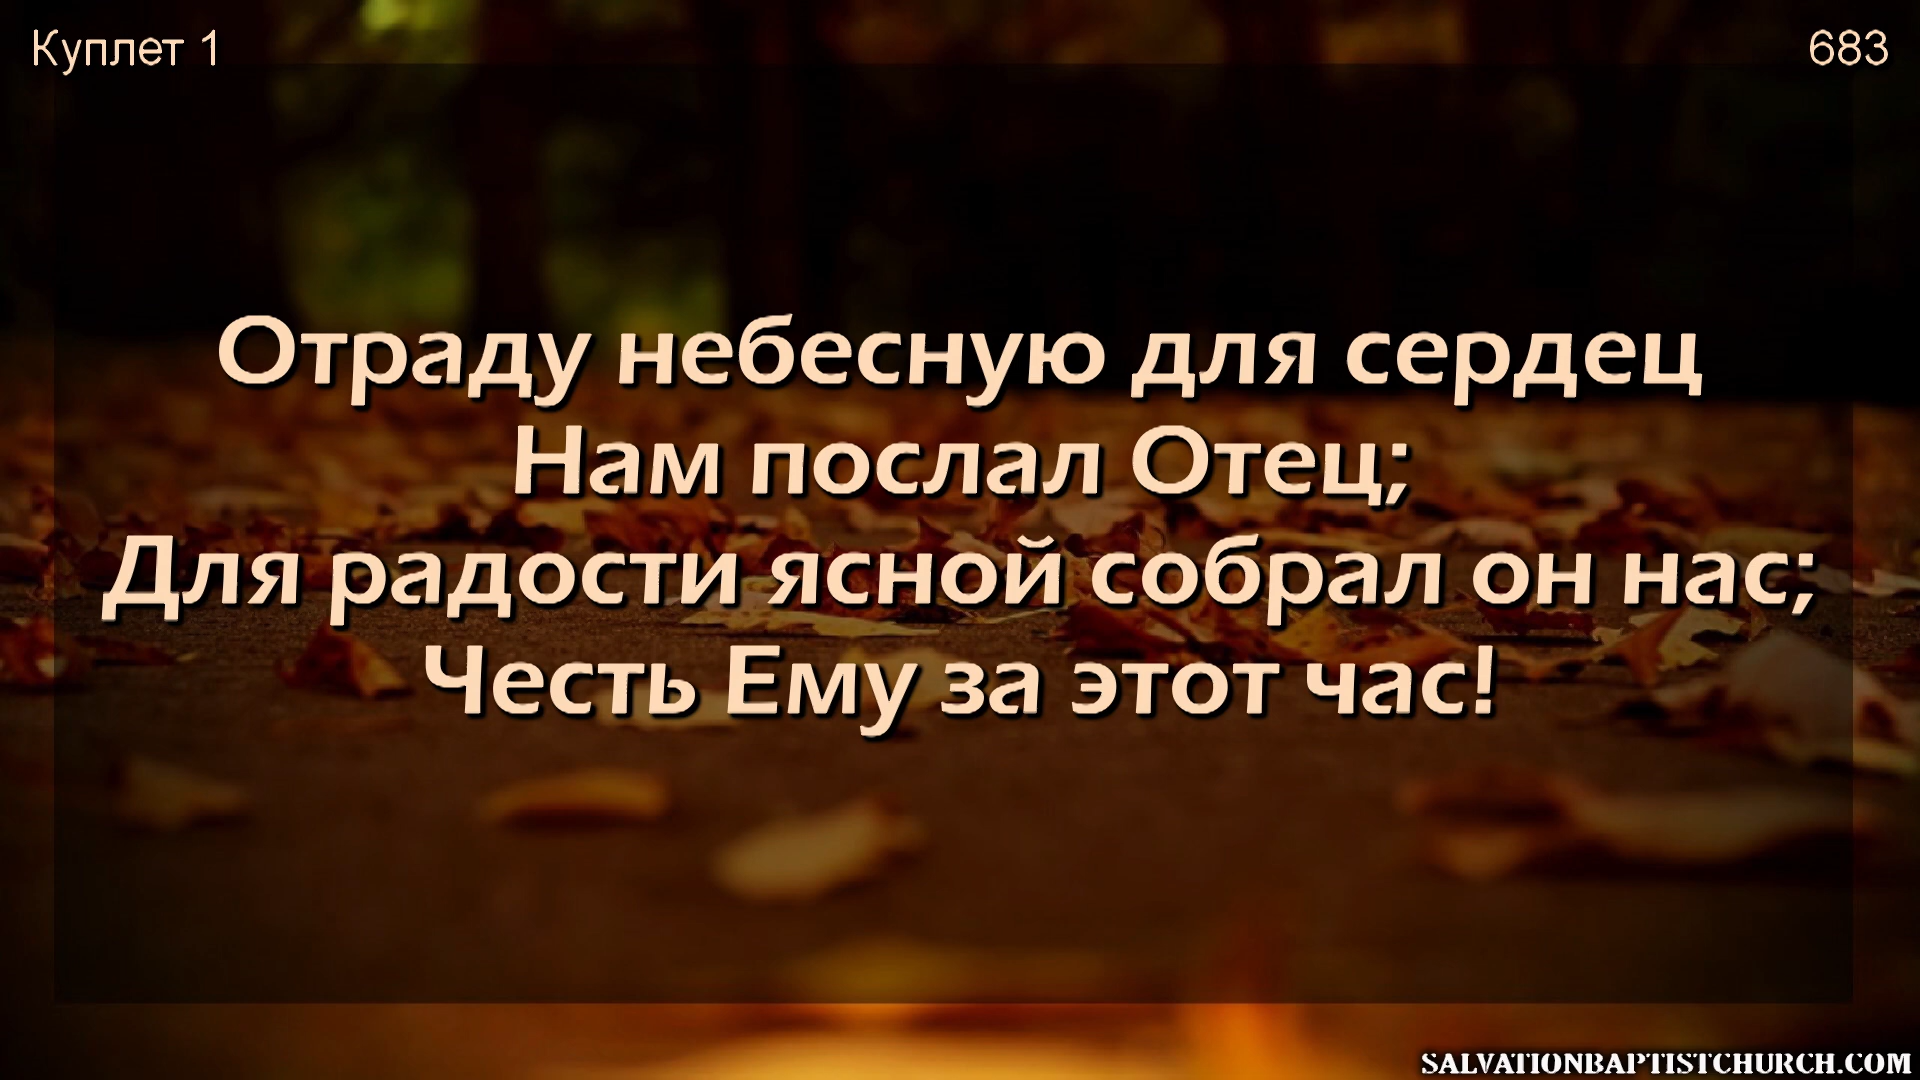 Куплет 1
683
Отраду небесную для сердец
Нам послал Отец;
Для радости ясной собрал он нас;
Честь Ему за этот час!
SALVATIONBAPTISTCHURCH.COM